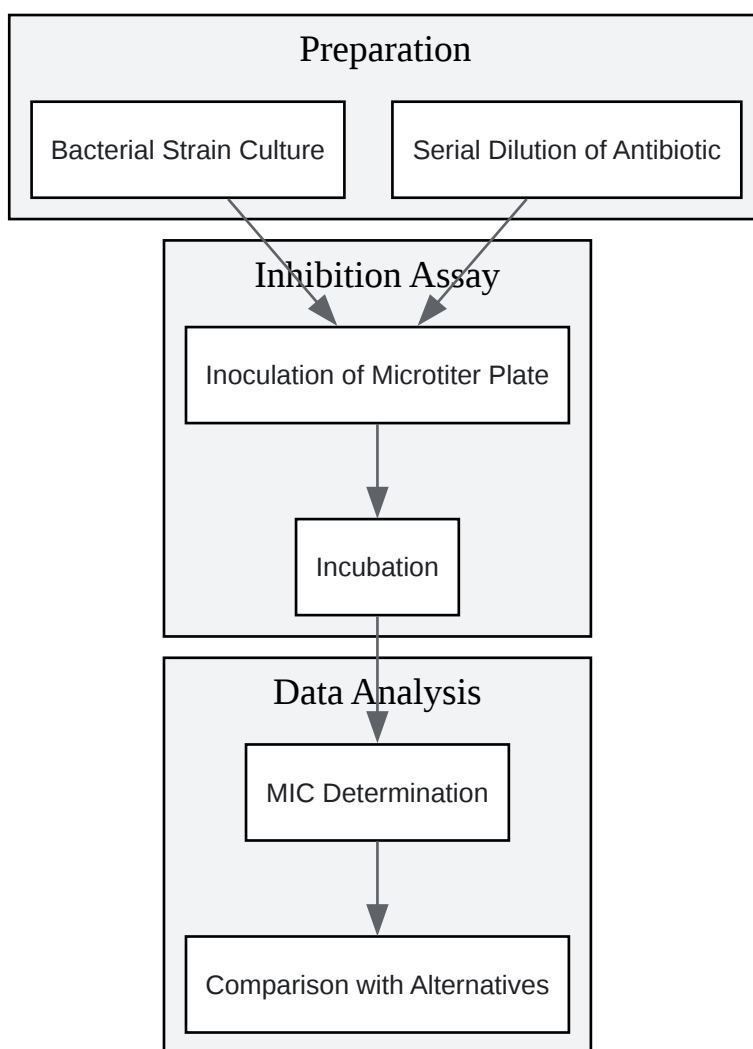 Preparation
Bacterial Strain Culture
Serial Dilution of Antibiotic
Inhibition Assay
Inoculation of Microtiter Plate
Incubation
Data Analysis
MIC Determination
Comparison with Alternatives